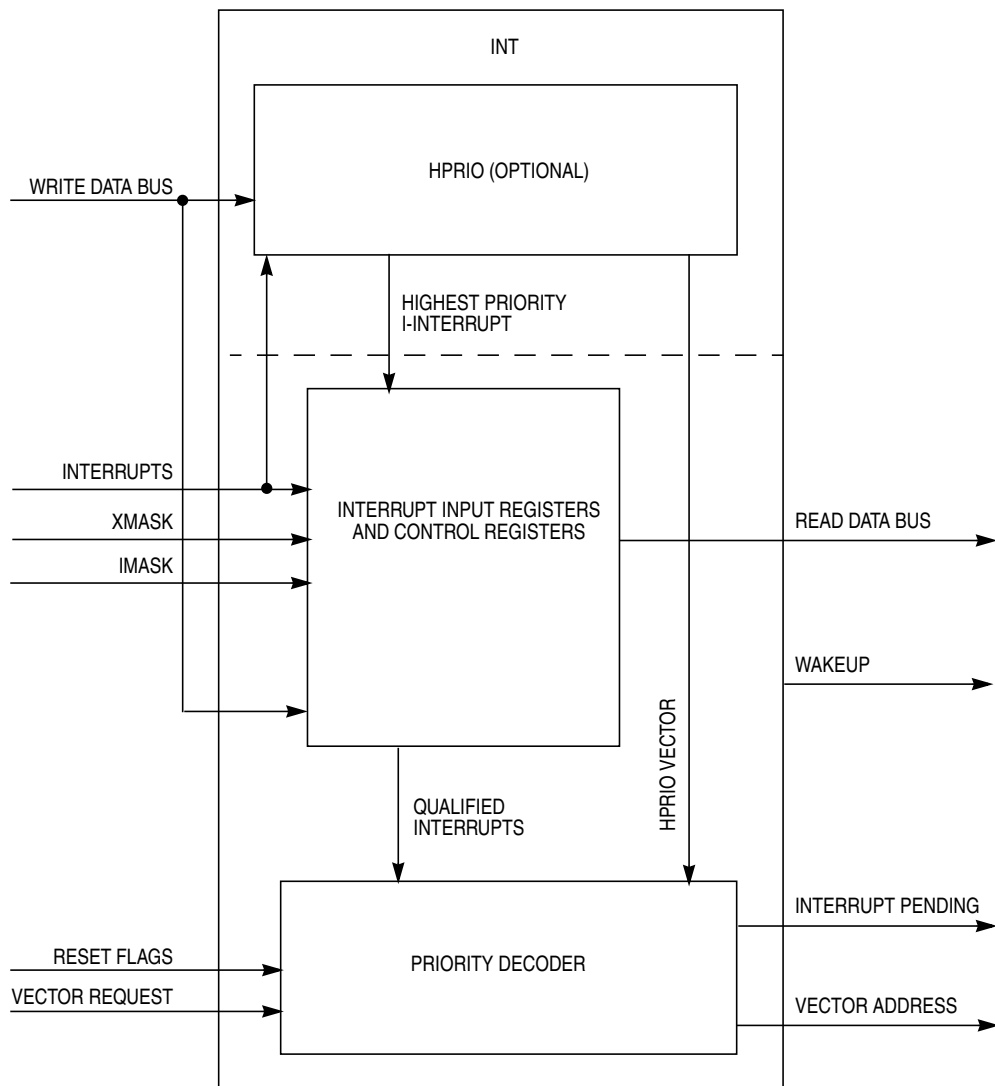 INT
HPRIO (OPTIONAL)
WRITE DATA BUS
HIGHEST PRIORITY
I-INTERRUPT
INTERRUPTS
XMASK
IMASK
INTERRUPT INPUT REGISTERS
AND CONTROL REGISTERS
READ DATA BUS
WAKEUP
HPRIO VECTOR
QUALIFIED
INTERRUPTS
INTERRUPT PENDING
RESET FLAGS
PRIORITY DECODER
VECTOR REQUEST
VECTOR ADDRESS